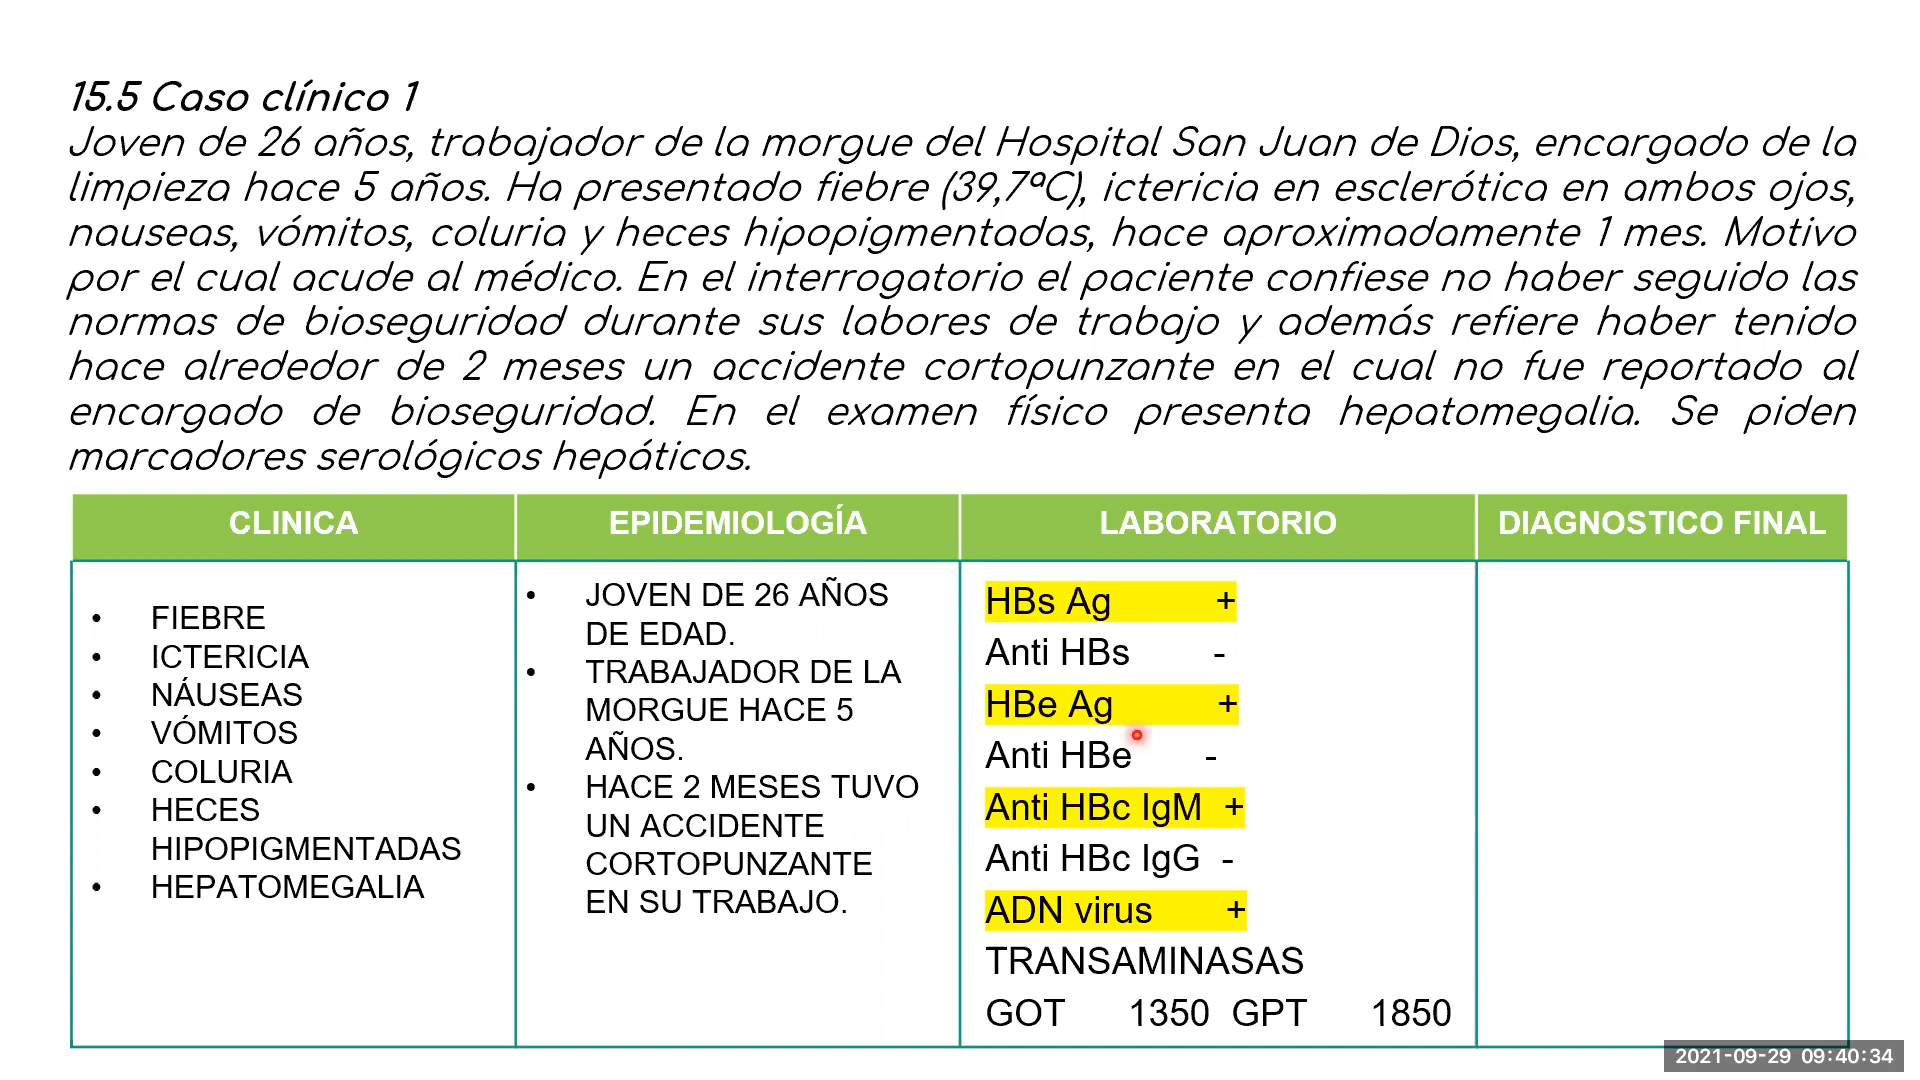 15.5 Caso clínico 1
Joven de 26 años, trabajador de la morgue del Hospital San Juan de Dios, encargado de la
limpieza hace 5 años. Ha presentado fiebre (39,7ºC), ictericia en esclerótica en ambos ojos,
nauseas, vómitos, coluria y heces hipopigmentadas, hace aproximadamente 1 mes. Motivo
por el cual acude al médico. En el interrogatorio el paciente confiese no haber seguido las
normas de bioseguridad durante sus labores de trabajo y además refiere haber tenido
hace alrededor de 2 meses un accidente cortopunzante en el cual no fue reportado al
encargado de bioseguridad. En el examen físico presenta hepatomegalia. Se piden
marcadores serológicos hepáticos.
CLINICA
EPIDEMIOLOGÍA
LABORATORIO
DIAGNOSTICO FINAL
• FIEBRE
• ICTERICIA
• NÁUSEAS
• VÓMITOS
• COLURIA
• HECES
HIPOPIGMENTADAS
• HEPATOMEGALIA
• JOVEN DE 26 AÑOS
DE EDAD.
• TRABAJADOR DE LA
MORGUE HACE 5
AÑOS.
• HACE 2 MESES TUVO
UN ACCIDENTE
CORTOPUNZANTE
EN SU TRABAJO.
HBs Ag +
Anti HBs -
HBe Ag +
Anti HBe -
Anti HBc IgM +
Anti HBc IgG -
ADN virus +
TRANSAMINASAS
GOT 1350 GPT 1850
2021-09-29 09:40:34